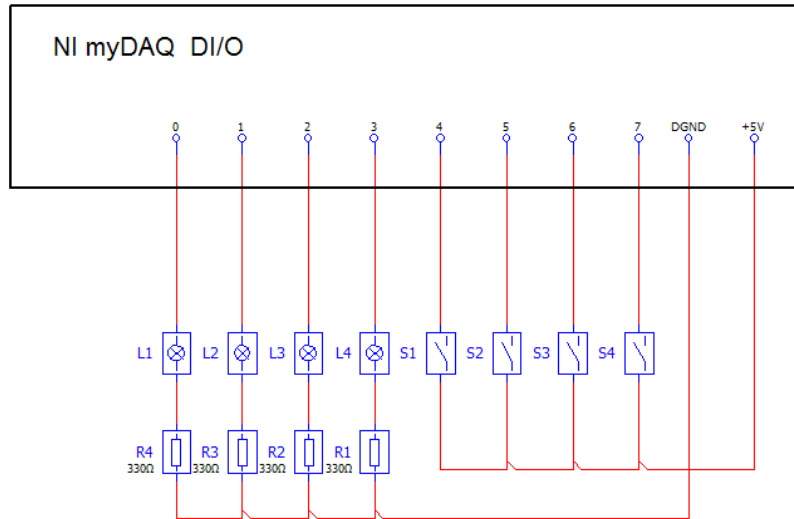 NI myDAQ DI/O
0 1 2 3 4 5 6 7 DGND +5V
L1 L2 L3 L4 S1 S2 S3 S4
R4 R3 R2 R1
330Ω 330Ω 330Ω 330Ω